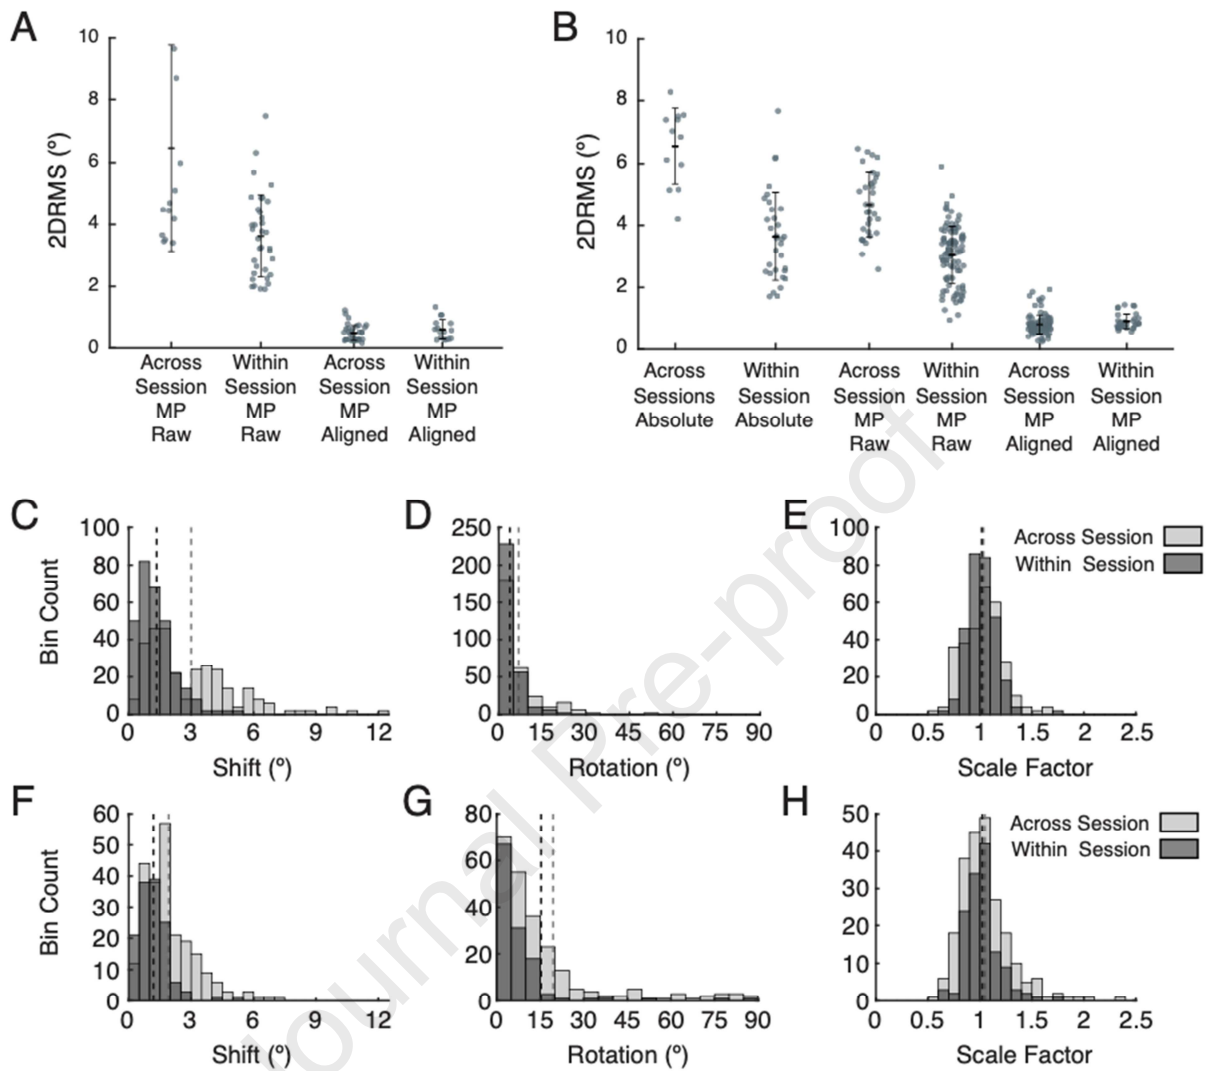 A
B
10
8
6
4
2
0
2DRMS (°)
Across Session MP Raw
Within Session MP Raw
Across Session MP Aligned
Within Session MP Aligned
10
8
6
4
2
0
2DRMS (°)
Across Sessions Absolute
Within Session Absolute
Across Session MP Raw
Within Session MP Raw
Across Session MP Aligned
Within Session MP Aligned
C
100
80
60
40
20
0
Bin Count
0 3 6 9 12
Shift (°)
D
250
200
150
100
50
0
0 15 30 45 60 75 90
Rotation (°)
E
100
80
60
40
20
0
Across Session
Within Session
0 0.5 1 1.5 2 2.5
Scale Factor
F
60
50
40
30
20
10
0
Bin Count
0 3 6 9 12
Shift (°)
G
80
60
40
20
0
0 15 30 45 60 75 90
Rotation (°)
H
50
40
30
20
10
0
Across Session
Within Session
0 0.5 1 1.5 2 2.5
Scale Factor
Journal Pre-proof